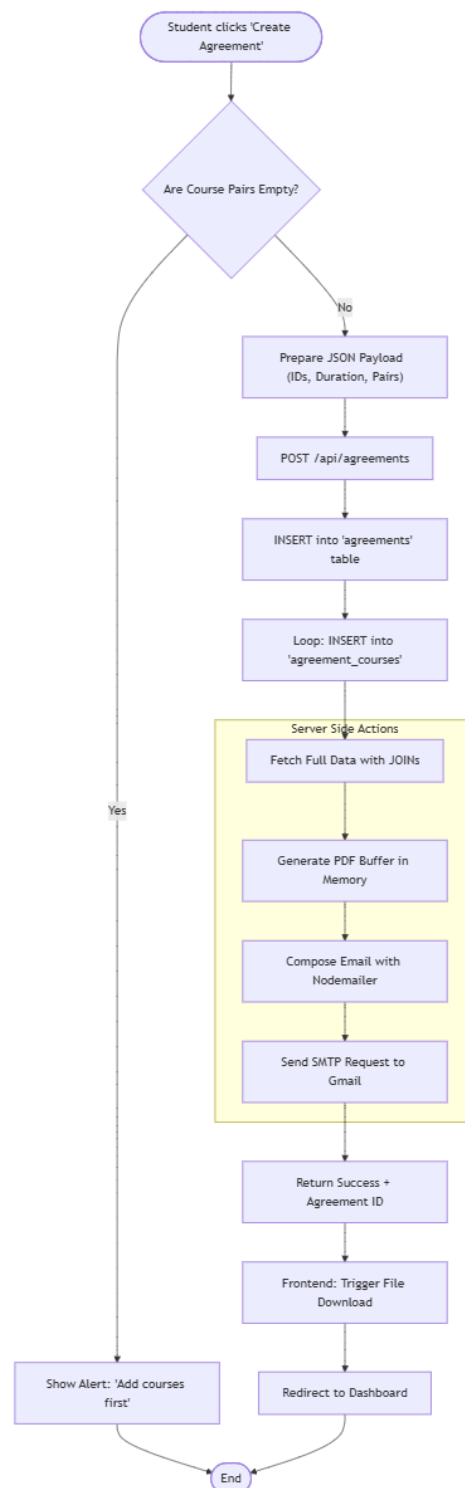 Student clicks 'Create
Agreement'
Are Course Pairs Empty?
No
Prepare JSON Payload
(IDs, Duration, Pairs)
POST /api/agreements
INSERT into 'agreements'
table
Loop: INSERT into
'agreement_courses'
Server Side Actions
Fetch Full Data with JOINs
Yes
Generate PDF Buffer in
Memory
Compose Email with
Nodemailer
Send SMTP Request to
Gmail
Return Success +
Agreement ID
Frontend: Trigger File
Download
Show Alert: 'Add courses
first'
Redirect to Dashboard
End